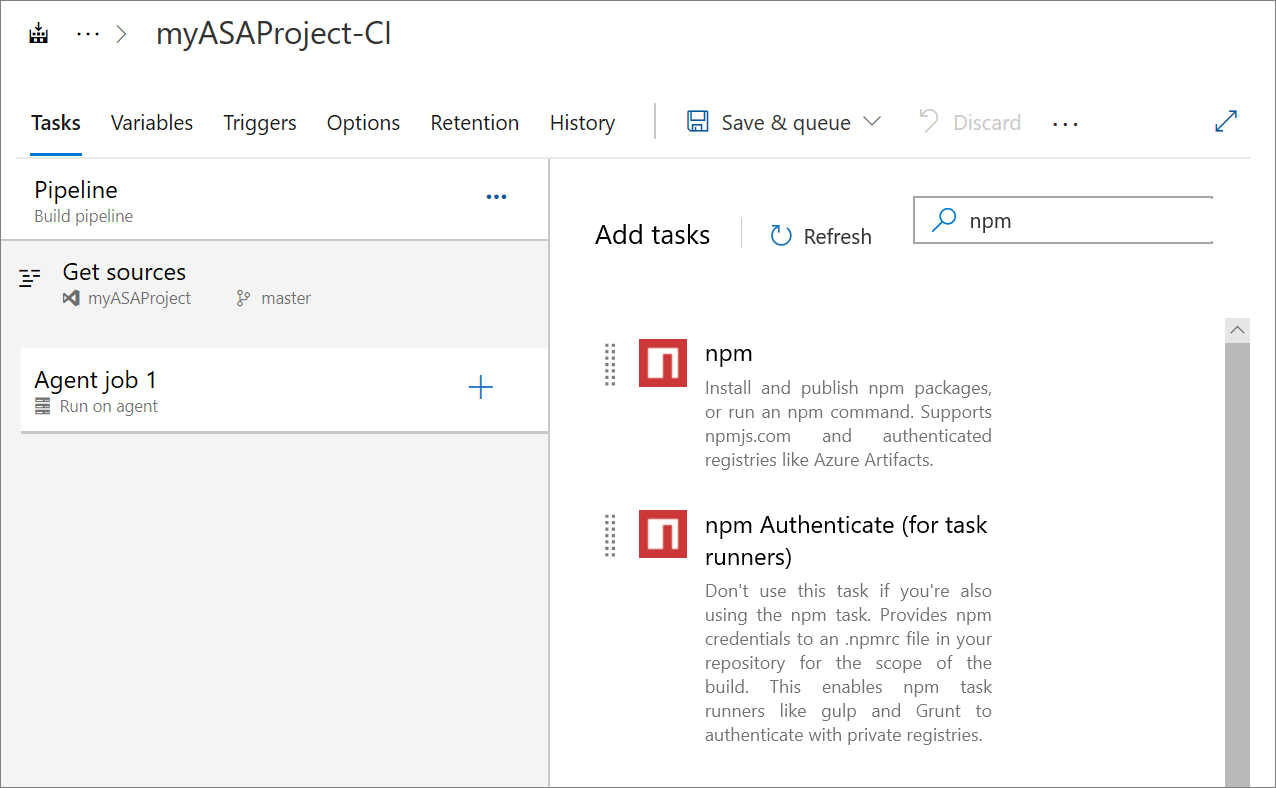 ... > myASAProject-CI
Tasks Variables Triggers Options Retention History Save & queue Discard ...
Pipeline
Build pipeline
Get sources
myASAProject master
Agent job 1
Run on agent
Add tasks Refresh npm
npm
Install and publish npm packages,
or run an npm command. Supports
npmjs.com and authenticated
registries like Azure Artifacts.
npm Authenticate (for task
runners)
Don't use this task if you're also
using the npm task. Provides npm
credentials to an .npmrc file in your
repository for the scope of the
build. This enables npm task
runners like gulp and Grunt to
authenticate with private registries.